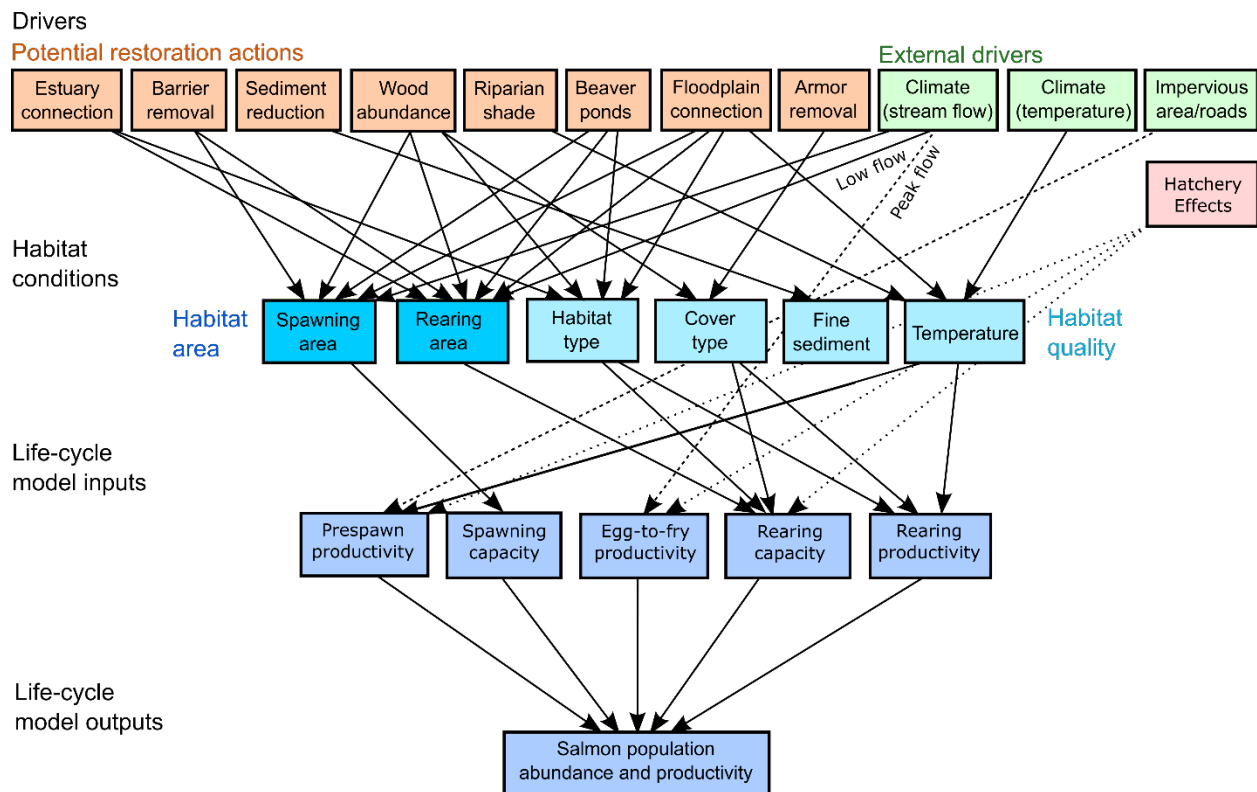 Drivers
Potential restoration actions
External drivers
Estuary
connection
Barrier
removal
Sediment
reduction
Wood
abundance
Riparian
shade
Beaver
ponds
Floodplain
connection
Armor
removal
Climate
(stream flow)
Climate
(temperature)
Impervious
area/roads
Low flow
Peak flow
Hatchery
Effects
Habitat
conditions
Habitat
area
Spawning
area
Rearing
area
Habitat
type
Cover
type
Fine
sediment
Temperature
Habitat
quality
Life-cycle
model inputs
Prespawn
productivity
Spawning
capacity
Egg-to-fry
productivity
Rearing
capacity
Rearing
productivity
Life-cycle
model outputs
Salmon population
abundance and productivity